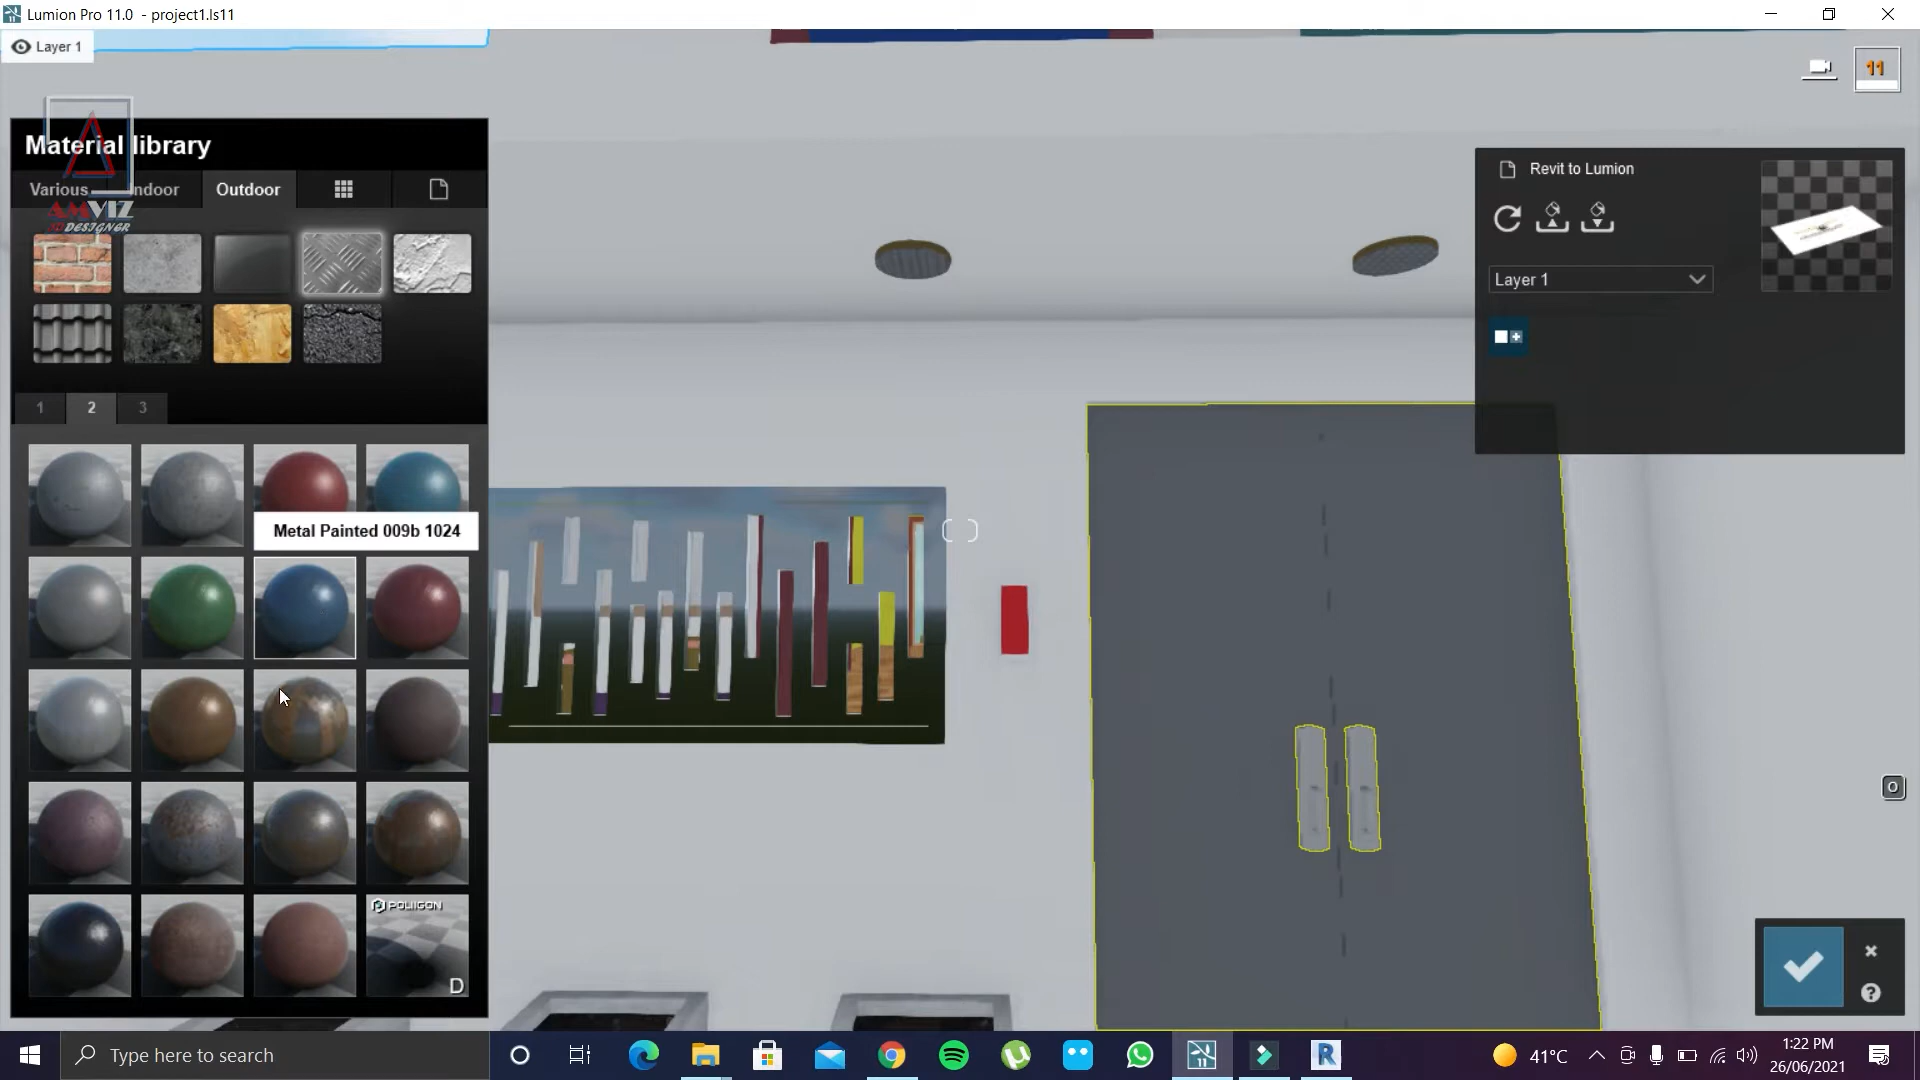 Lumion Pro 11.0 - project1.ls11
Layer 1
11
Material library
Various Indoor Outdoor
AMVIZ
3D DESIGNER
1 2 3
Metal Painted 009b 1024
POLIIGON
D
Revit to Lumion
Layer 1
O
Type here to search
41°C
1:22 PM
26/06/2021